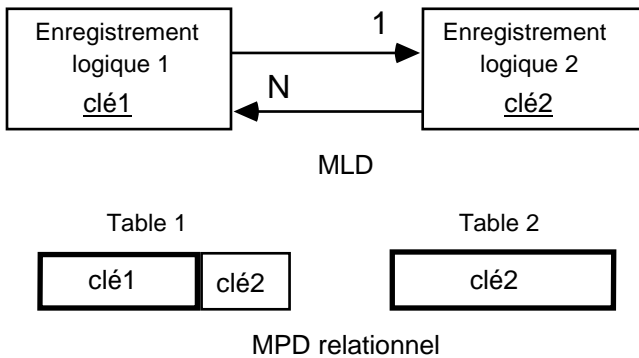 Enregistrement
logique 1
clé1
1
N
Enregistrement
logique 2
clé2
MLD
Table 1
Table 2
clé1
clé2
clé2
MPD relationnel